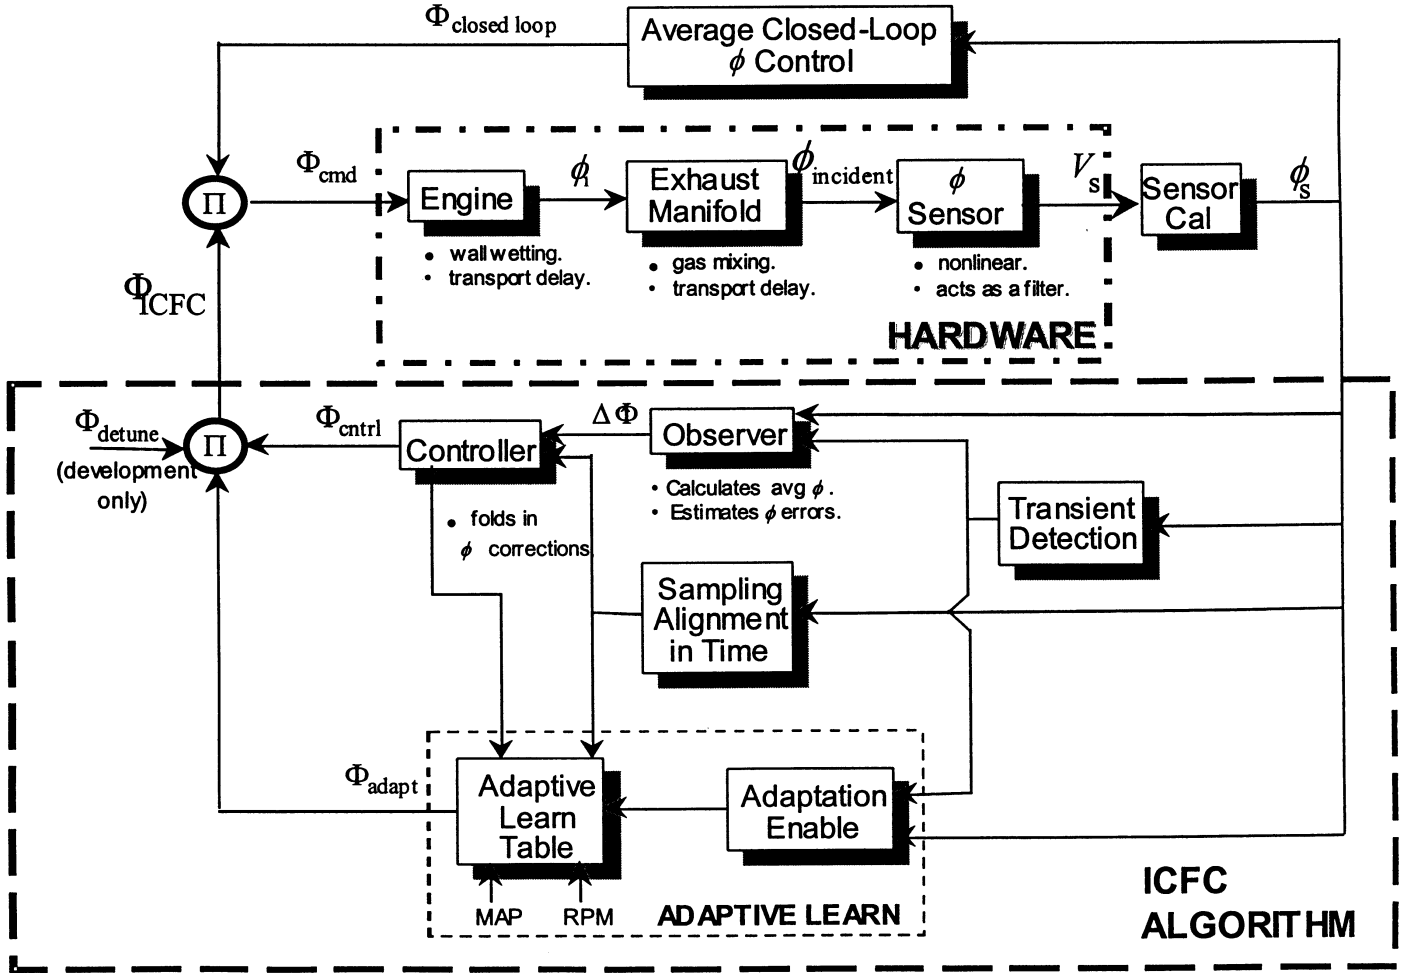 Φclosed loop
Average Closed-Loop
ϕ Control
Π
Φcmd
Engine
• wall wetting.
• transport delay.
ϕi
Exhaust
Manifold
• gas mixing.
• transport delay.
ϕincident
ϕ
Sensor
• nonlinear.
• acts as a filter.
Vs
Sensor
Cal
ϕs
HARDWARE
ΦICFC
Φdetune
(development
only)
Π
Φcntrl
Controller
• folds in
ϕ corrections
ΔΦ
Observer
• Calculates avg ϕ.
• Estimates ϕ errors.
Transient
Detection
Sampling
Alignment
in Time
Φadapt
Adaptive
Learn
Table
Adaptation
Enable
MAP
RPM
ADAPTIVE LEARN
ICFC
ALGORITHM